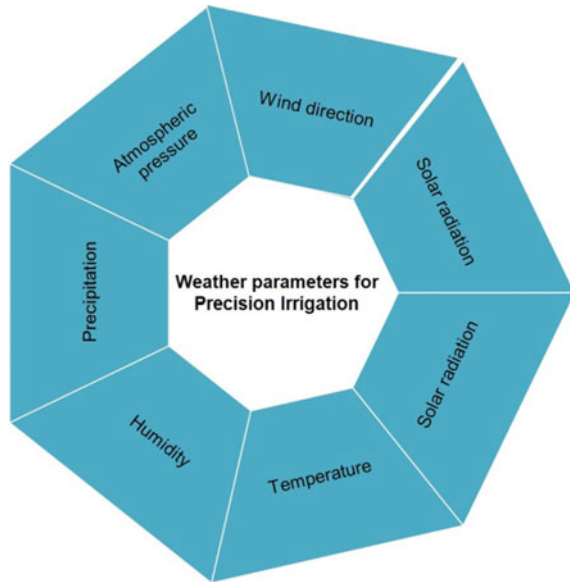 Wind direction
Solar radiation
Solar radiation
Temperature
Humidity
Precipitation
Atmospheric
pressure
Weather parameters for
Precision Irrigation